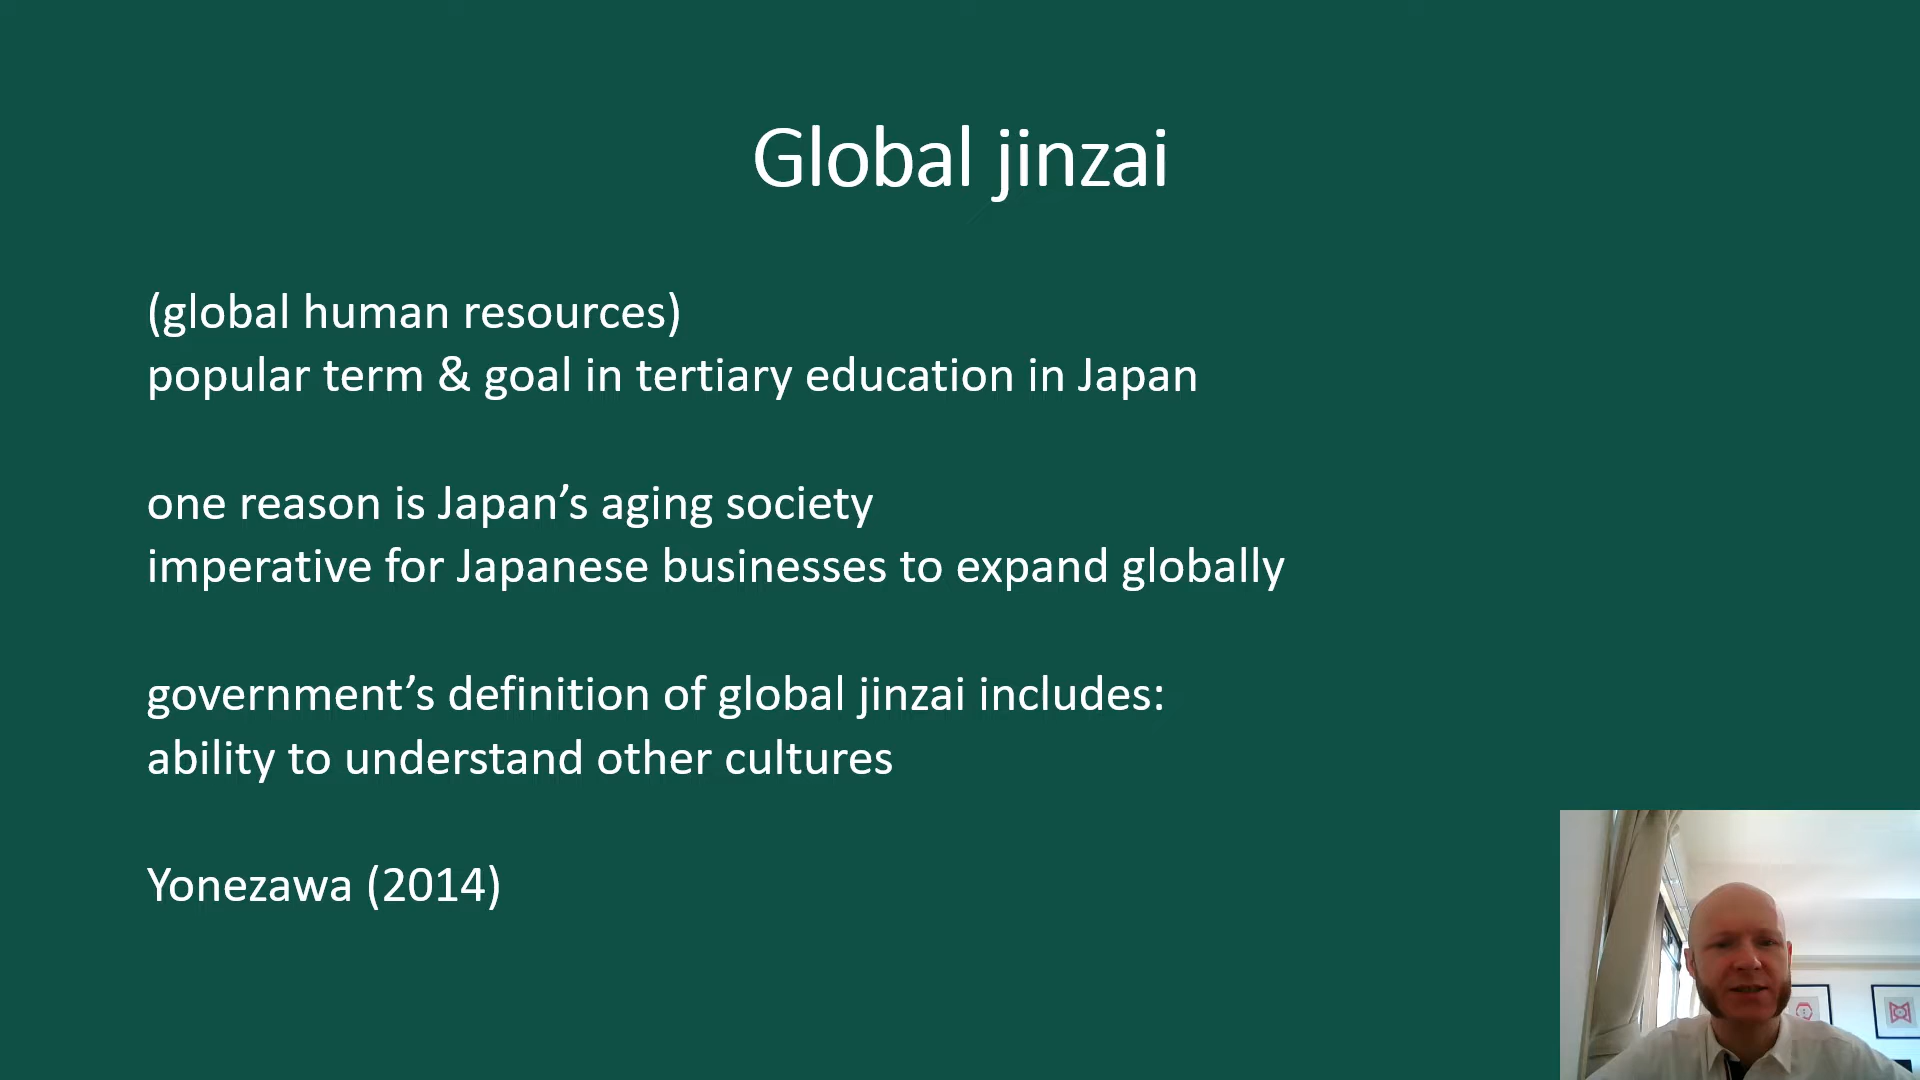 Global jinzai
(global human resources)
popular term & goal in tertiary education in Japan
one reason is Japan’s aging society
imperative for Japanese businesses to expand globally
government’s definition of global jinzai includes:
ability to understand other cultures
Yonezawa (2014)